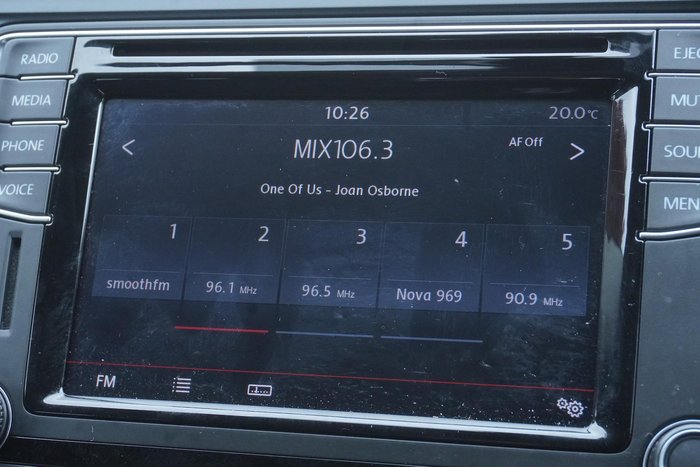 RADIO
MEDIA
PHONE
VOICE
10:26
20.0°C
< MIX106.3 >
AF Off
One Of Us - Joan Osborne
1 2 3 4 5
smoothfm 96.1 MHz 96.5 MHz Nova 969 90.9 MHz
FM
EJEC
MUT
SOU
MEN